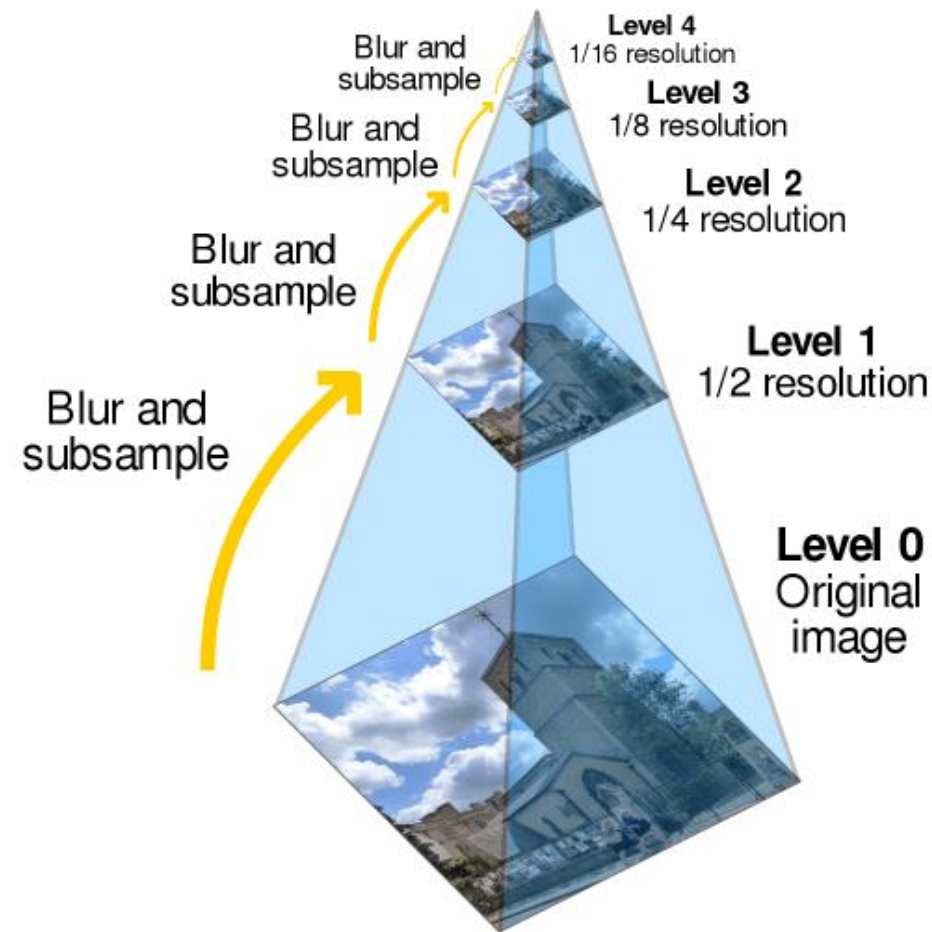 Level 4
1/16 resolution
Blur and
subsample
Level 3
1/8 resolution
Blur and
subsample
Level 2
1/4 resolution
Blur and
subsample
Level 1
1/2 resolution
Blur and
subsample
Level 0
Original
image